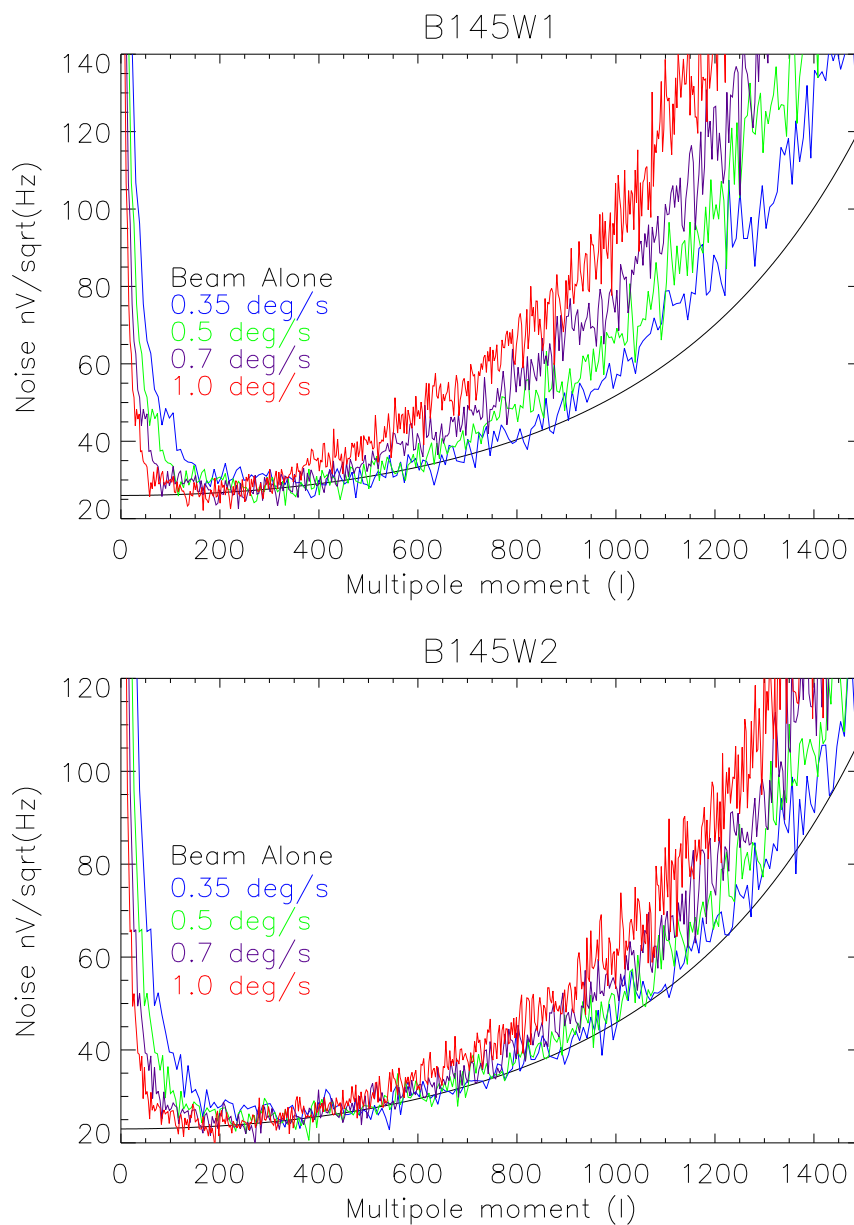 B145W1
140
120
100
80
60
40
20
Noise nV/sqrt(Hz)
Beam Alone
0.35 deg/s
0.5 deg/s
0.7 deg/s
1.0 deg/s
0 200 400 600 800 1000 1200 1400
Multipole moment (l)
B145W2
120
100
80
60
40
20
Noise nV/sqrt(Hz)
Beam Alone
0.35 deg/s
0.5 deg/s
0.7 deg/s
1.0 deg/s
0 200 400 600 800 1000 1200 1400
Multipole moment (l)